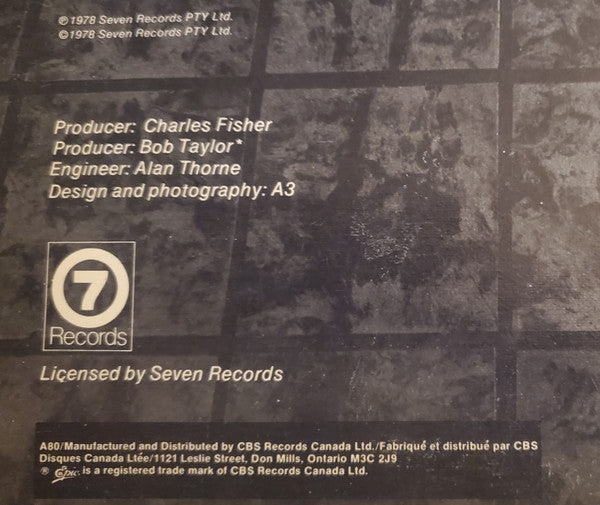 ℗1978 Seven Records PTY Ltd.
©1978 Seven Records PTY Ltd.
Producer: Charles Fisher
Producer: Bob Taylor*
Engineer: Alan Thorne
Design and photography: A3
7
Records
Licensed by Seven Records
A80/Manufactured and Distributed by CBS Records Canada Ltd./Fabriqué et distribué par CBS
Disques Canada Ltée/1121 Leslie Street, Don Mills, Ontario M3C 2J9
® Epic is a registered trade mark of CBS Records Canada Ltd.